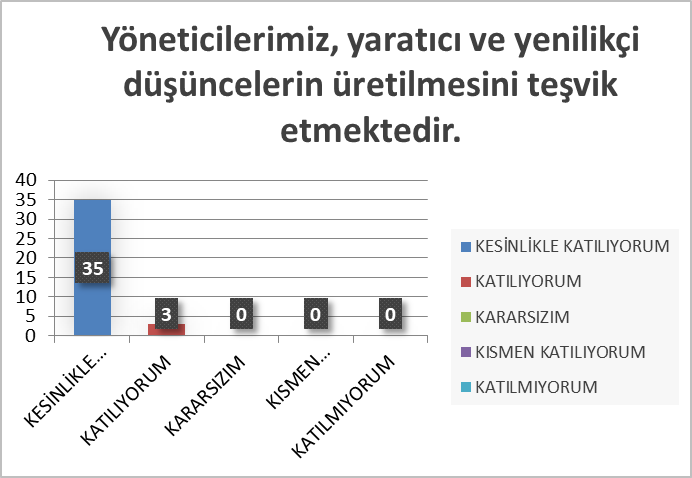 Yöneticilerimiz, yaratıcı ve yenilikçi
düşüncelerin üretilmesini teşvik
etmektedir.
40
35
30
25
20
15
10
5
0
35
3
0
0
0
KESİNLİKLE...
KATILIYORUM
KARARSIZIM
KISMEN...
KATILMIYORUM
KESİNLİKLE KATILIYORUM
KATILIYORUM
KARARSIZIM
KISMEN KATILIYORUM
KATILMIYORUM